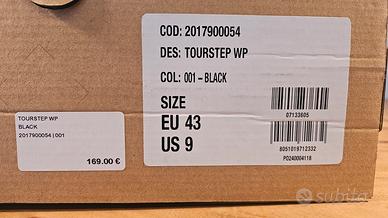 COD: 2017900054
DES: TOURSTEP WP
COL: 001 – BLACK
SIZE
EU 43
US 9
07133605
8051019712332
PO240004118
TOURSTEP WP
BLACK
2017900054 | 001
169.00 €
subito